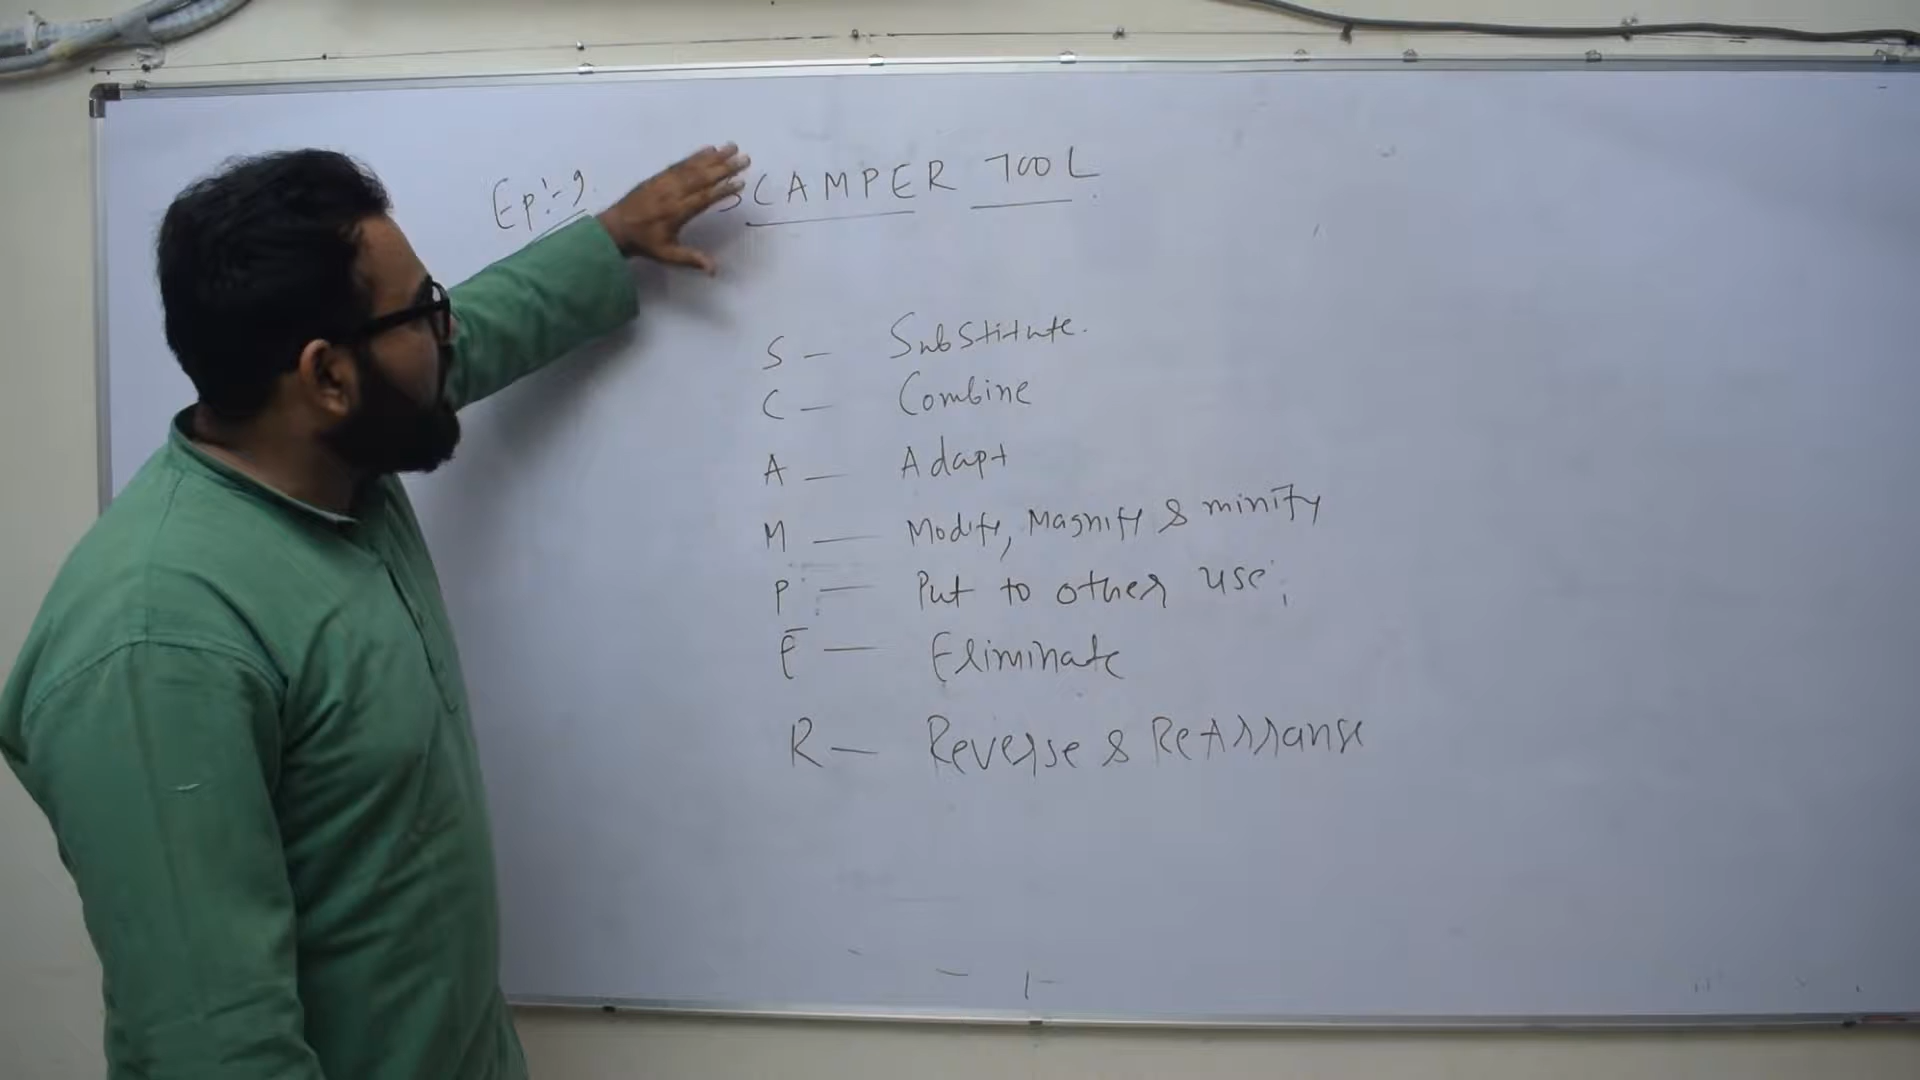 Ep:-9 SCAMPER TOOL
S — Substitute.
C — Combine
A — Adapt
M — Modify, Magnify & minify
P — Put to other use;
E — Eliminate
R — Reverse & ReArrange